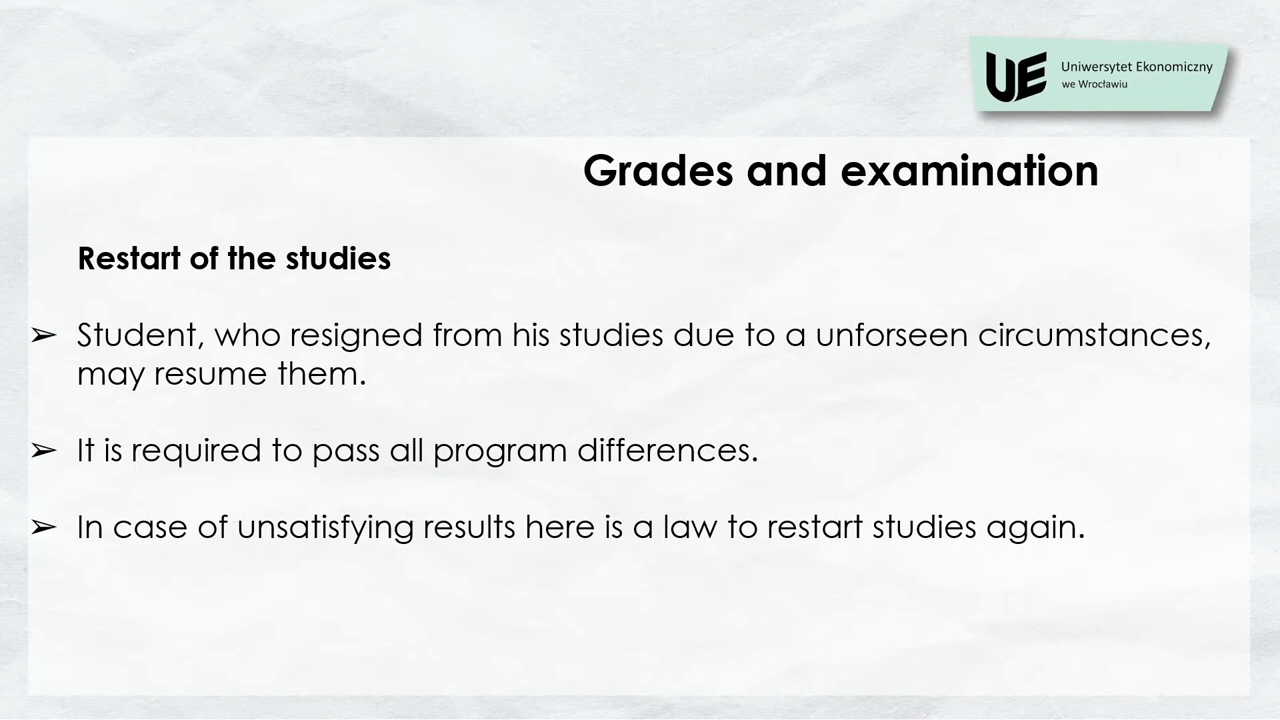 UE Uniwersytet Ekonomiczny
we Wrocławiu
Grades and examination
Restart of the studies
➢ Student, who resigned from his studies due to a unforseen circumstances,
may resume them.
➢ It is required to pass all program differences.
➢ In case of unsatisfying results here is a law to restart studies again.